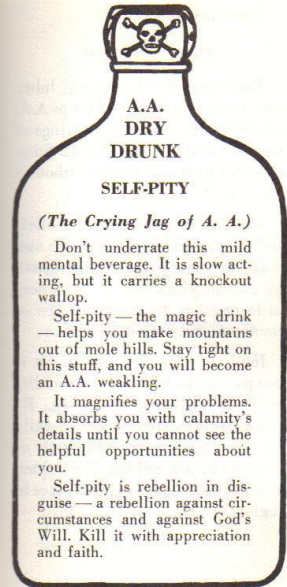 A.A.
DRY
DRUNK
SELF-PITY
(The Crying Jag of A. A.)
Don't underrate this mild
mental beverage. It is slow act-
ing, but it carries a knockout
wallop.
Self-pity — the magic drink
— helps you make mountains
out of mole hills. Stay tight on
this stuff, and you will become
an A.A. weakling.
It magnifies your problems.
It absorbs you with calamity's
details until you cannot see the
helpful opportunities about
you.
Self-pity is rebellion in dis-
guise — a rebellion against cir-
cumstances and against God's
Will. Kill it with appreciation
and faith.